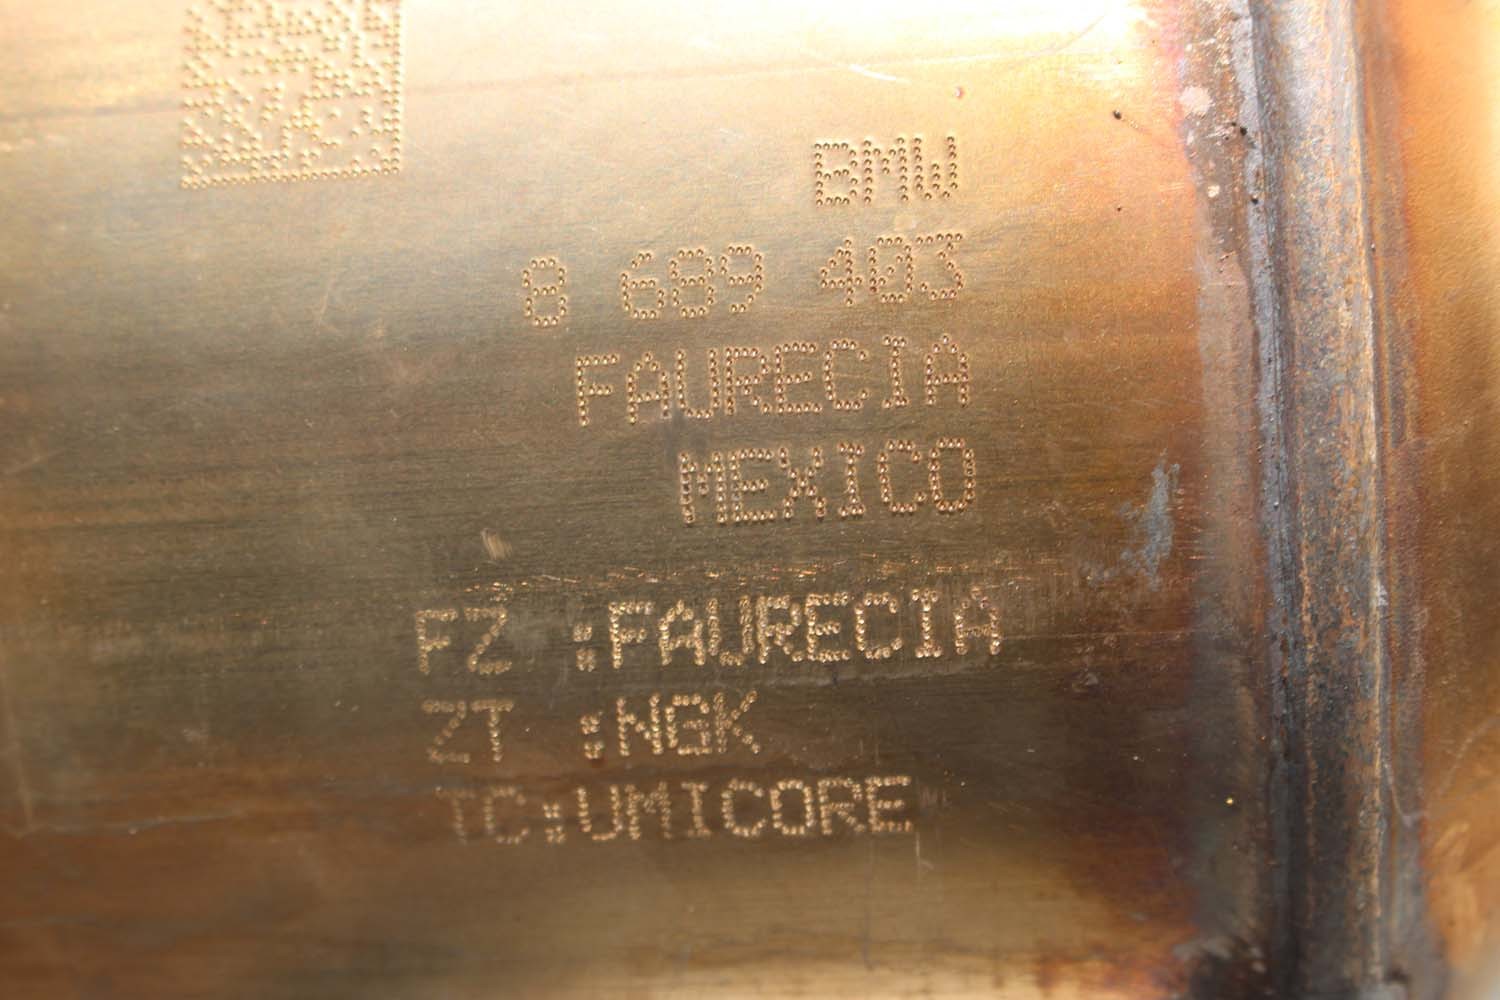 BMW
8 689 403
FAURECIA
MEXICO
FZ :FAURECIA
ZT :NGK
TC:UMICORE